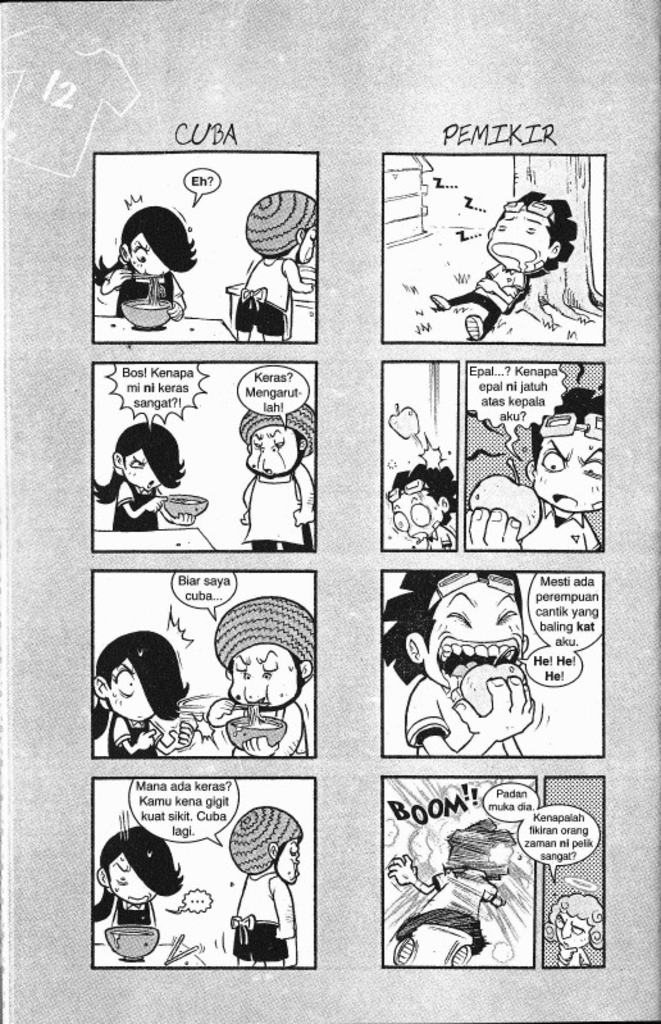 12
CUBA
Eh?
Bos! Kenapa
mi ni keras
sangat?!
Keras?
Mengarut-
lah!
Biar saya
cuba...
Mana ada keras?
Kamu kena gigit
kuat sikit. Cuba
lagi.
...
PEMIKIR
Z...
Z...
Z...
Epal...? Kenapa
epal ni jatuh
atas kepala
aku?
Mesti ada
perempuan
cantik yang
baling kat
aku.
He! He!
He!
BOOM!!
Padan
muka dia.
Kenapalah
fikiran orang
zaman ni pelik
sangat?